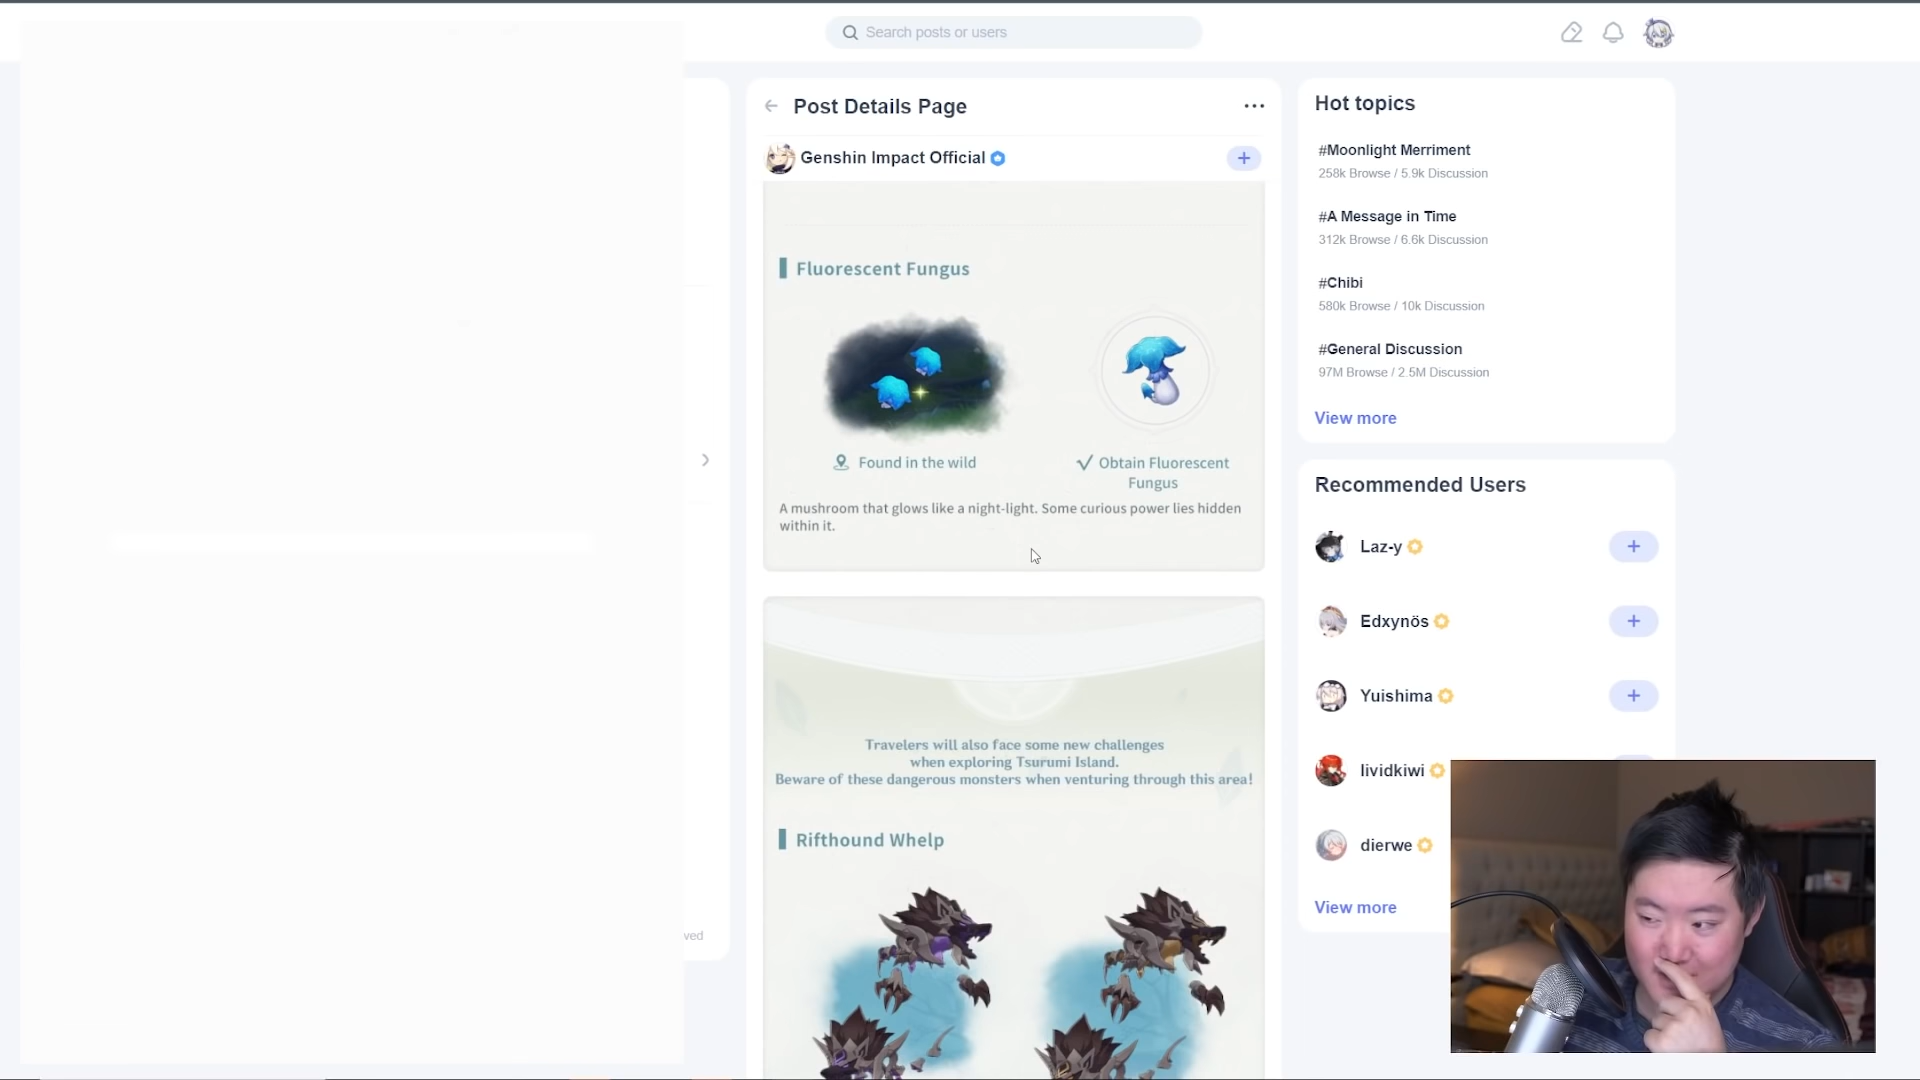 Search posts or users
Post Details Page
Genshin Impact Official
Fluorescent Fungus
Found in the wild
Obtain Fluorescent
Fungus
A mushroom that glows like a night-light. Some curious power lies hidden
within it.
Travelers will also face some new challenges
when exploring Tsurumi Island.
Beware of these dangerous monsters when venturing through this area!
Rifthound Whelp
ved
Hot topics
#Moonlight Merriment
258k Browse / 5.9k Discussion
#A Message in Time
312k Browse / 6.6k Discussion
#Chibi
580k Browse / 10k Discussion
#General Discussion
97M Browse / 2.5M Discussion
View more
Recommended Users
Laz-y
Edxynös
Yuishima
lividkiwi
dierwe
View more